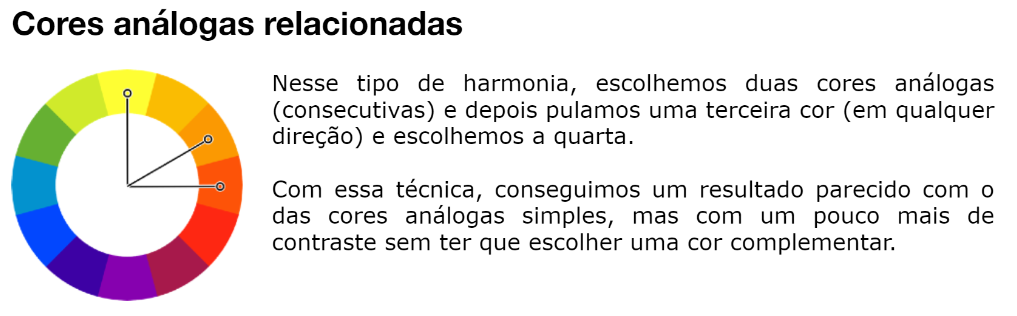 Cores análogas relacionadas
Nesse tipo de harmonia, escolhemos duas cores análogas
(consecutivas) e depois pulamos uma terceira cor (em qualquer
direção) e escolhemos a quarta.
Com essa técnica, conseguimos um resultado parecido com o
das cores análogas simples, mas com um pouco mais de
contraste sem ter que escolher uma cor complementar.